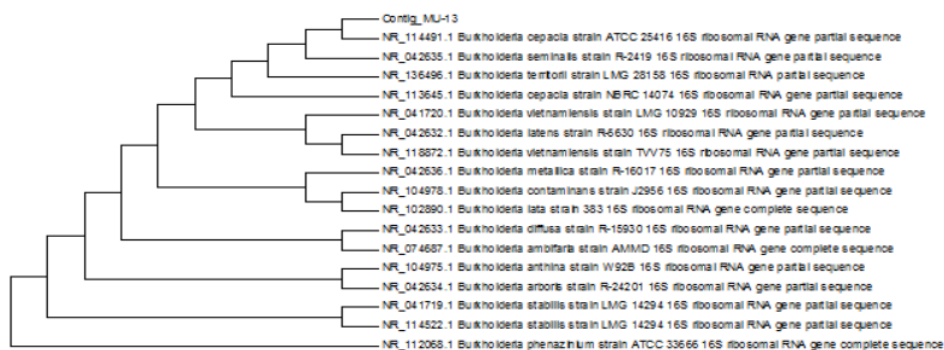 Contig_MU-13
NR_114491.1 Burkholderia cepacia strain ATCC 25416 16S ribosomal RNA gene partial sequence
NR_042635.1 Burkholderia seminalis strain R-2419 16S ribosomal RNA gene partial sequence
NR_136496.1 Burkholderia territorii strain LMG 28158 16S ribosomal RNA partial sequence
NR_113645.1 Burkholderia cepacia strain NBRC 14074 16S ribosomal RNA gene partial sequence
NR_041720.1 Burkholderia vietnamiensis strain LMG 10929 16S ribosomal RNA gene partial sequence
NR_042632.1 Burkholderia latens strain R-5630 16S ribosomal RNA gene partial sequence
NR_118872.1 Burkholderia vietnamiensis strain TVV75 16S ribosomal RNA gene partial sequence
NR_042636.1 Burkholderia metallica strain R-16017 16S ribosomal RNA gene partial sequence
NR_104978.1 Burkholderia contaminans strain J2956 16S ribosomal RNA gene partial sequence
NR_102890.1 Burkholderia lata strain 383 16S ribosomal RNA gene complete sequence
NR_042633.1 Burkholderia diffusa strain R-15930 16S ribosomal RNA gene partial sequence
NR_074687.1 Burkholderia ambifaria strain AMMD 16S ribosomal RNA gene complete sequence
NR_104975.1 Burkholderia anthina strain W92B 16S ribosomal RNA gene partial sequence
NR_042634.1 Burkholderia arboris strain R-24201 16S ribosomal RNA gene partial sequence
NR_041719.1 Burkholderia stabilis strain LMG 14294 16S ribosomal RNA gene partial sequence
NR_114522.1 Burkholderia stabilis strain LMG 14294 16S ribosomal RNA gene partial sequence
NR_112068.1 Burkholderia phenazinium strain ATCC 33666 16S ribosomal RNA gene complete sequence